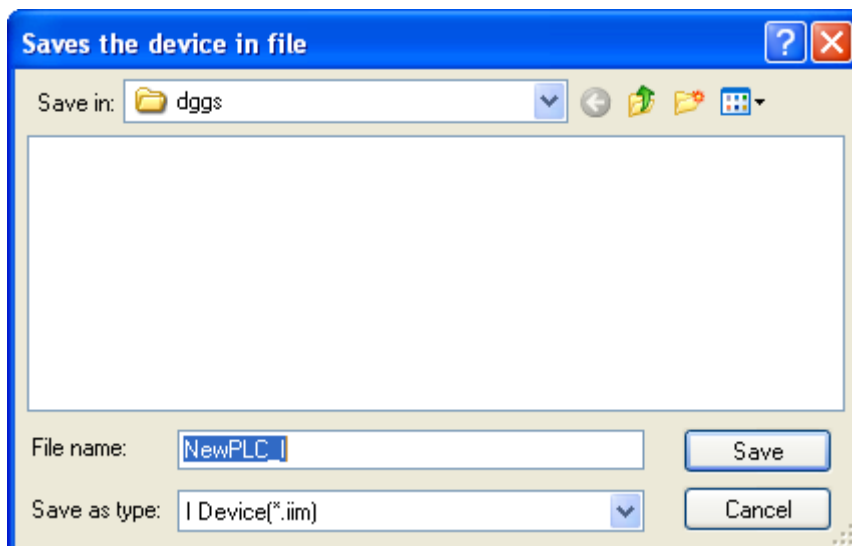 Saves the device in file
Save in: dggs
File name: NewPLC_I
Save
Save as type: I Device(*.iim)
Cancel